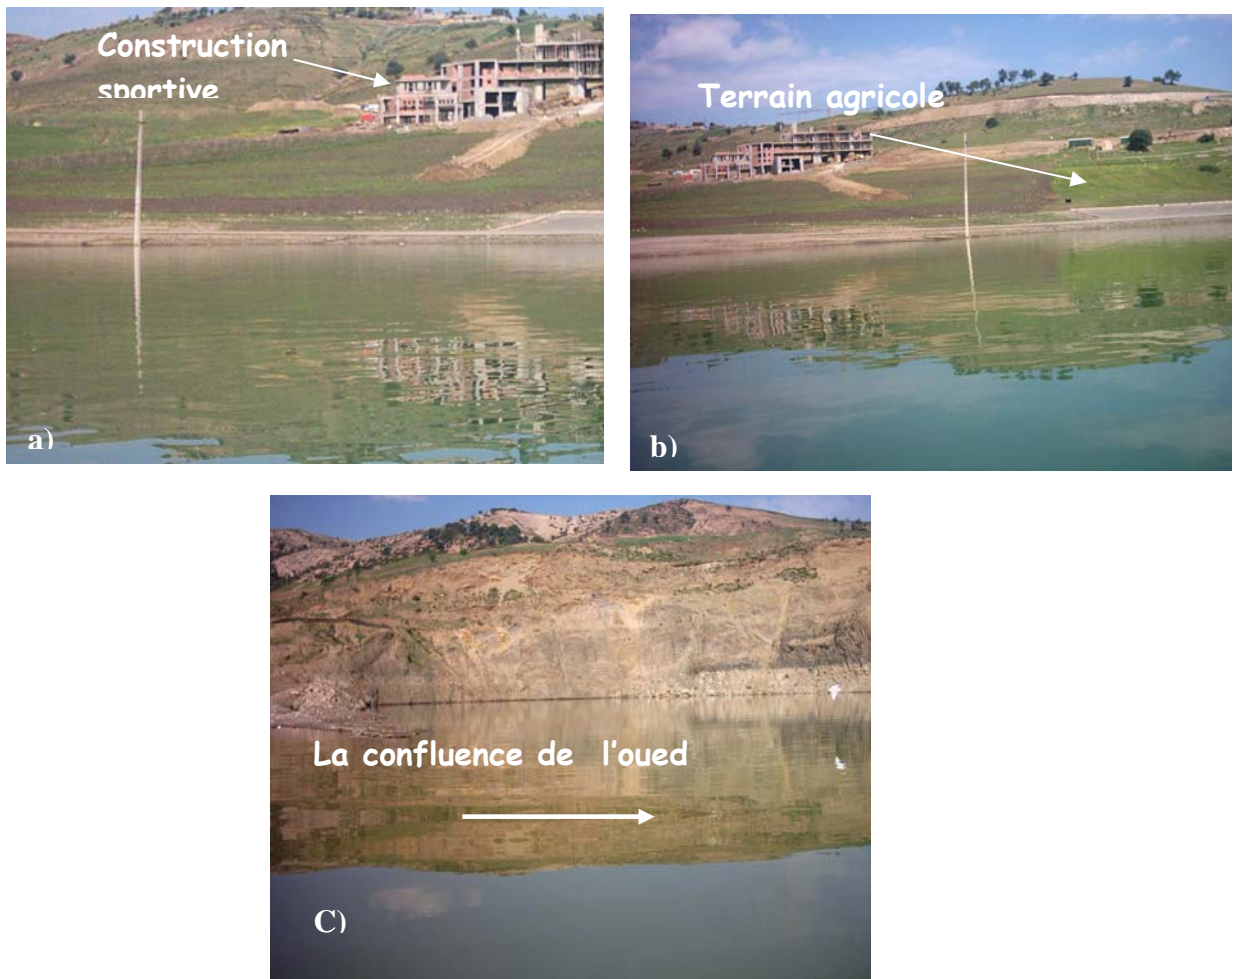 Construction
sportive
a)
Terrain agricole
b)
La confluence de l'oued
C)